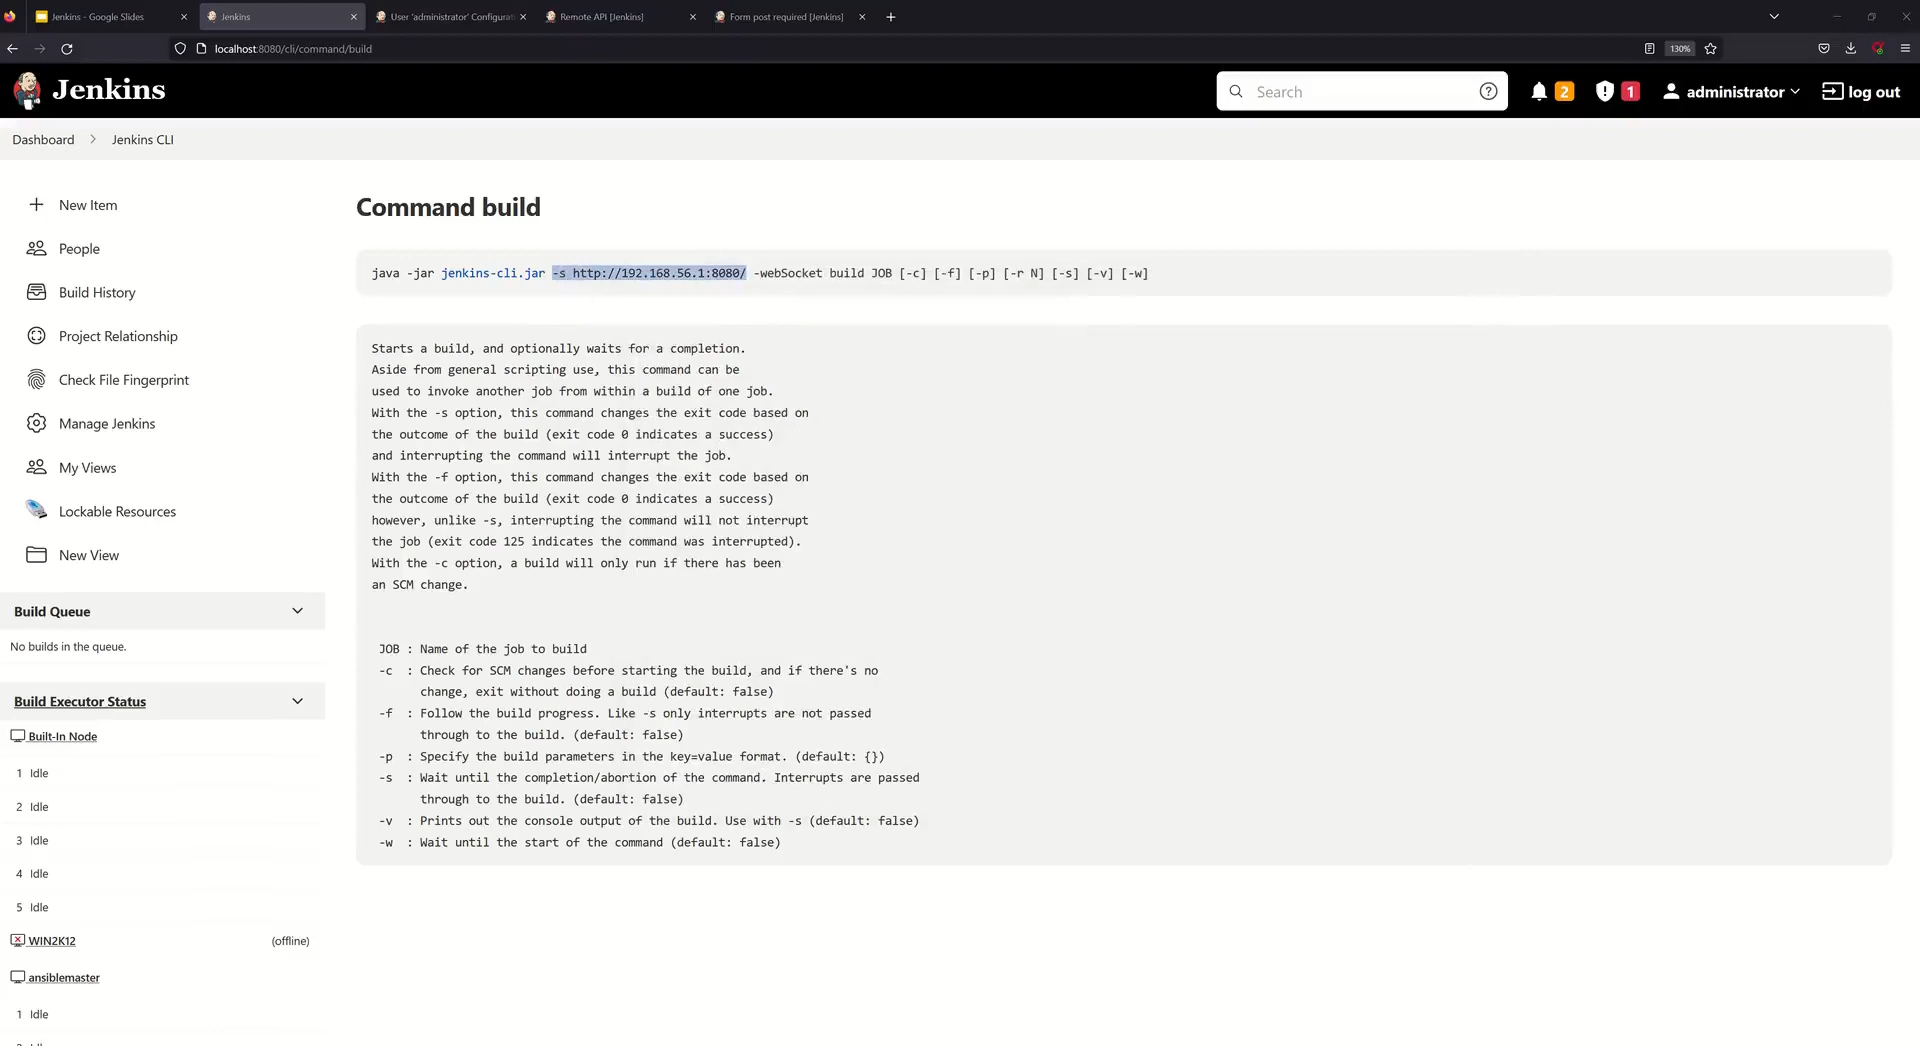 Jenkins - Google Slides
Jenkins
User 'administrator' Configurat
Remote API [Jenkins]
Form post required [Jenkins]
localhost:8080/cli/command/build
130%
Jenkins
Search
2
1
administrator
log out
Dashboard
Jenkins CLI
New Item
People
Build History
Project Relationship
Check File Fingerprint
Manage Jenkins
My Views
Lockable Resources
New View
Build Queue
No builds in the queue.
Build Executor Status
Built-In Node
1 Idle
2 Idle
3 Idle
4 Idle
5 Idle
WIN2K12 (offline)
ansiblemaster
1 Idle
Command build
java -jar jenkins-cli.jar -s http://192.168.56.1:8080/ -webSocket build JOB [-c] [-f] [-p] [-r N] [-s] [-v] [-w]
Starts a build, and optionally waits for a completion.
Aside from general scripting use, this command can be
used to invoke another job from within a build of one job.
With the -s option, this command changes the exit code based on
the outcome of the build (exit code 0 indicates a success)
and interrupting the command will interrupt the job.
With the -f option, this command changes the exit code based on
the outcome of the build (exit code 0 indicates a success)
however, unlike -s, interrupting the command will not interrupt
the job (exit code 125 indicates the command was interrupted).
With the -c option, a build will only run if there has been
an SCM change.
JOB : Name of the job to build
-c : Check for SCM changes before starting the build, and if there's no
change, exit without doing a build (default: false)
-f : Follow the build progress. Like -s only interrupts are not passed
through to the build. (default: false)
-p : Specify the build parameters in the key=value format. (default: {})
-s : Wait until the completion/abortion of the command. Interrupts are passed
through to the build. (default: false)
-v : Prints out the console output of the build. Use with -s (default: false)
-w : Wait until the start of the command (default: false)